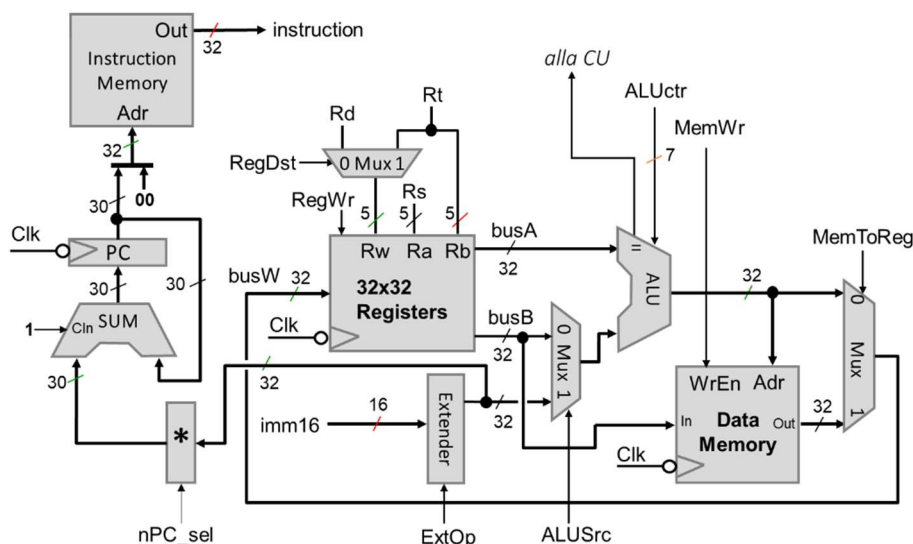 Out
32
instruction
Instruction
Memory
Adr
32
00
30
Clk
PC
30
30
1
CIn
SUM
30
*
nPC_sel
Rd
Rt
RegDst
0 Mux 1
RegWr
Rs
5
5
5
Rw
Ra
Rb
busW
32
32x32
Registers
Clk
busA
32
busB
32
32
imm16
16
Extender
32
ExtOp
0 Mux 1
ALUSrc
alla CU
ALUctr
7
=
ALU
MemWr
32
MemToReg
0 Mux 1
WrEn
Adr
In
Data
Memory
Out
32
Clk